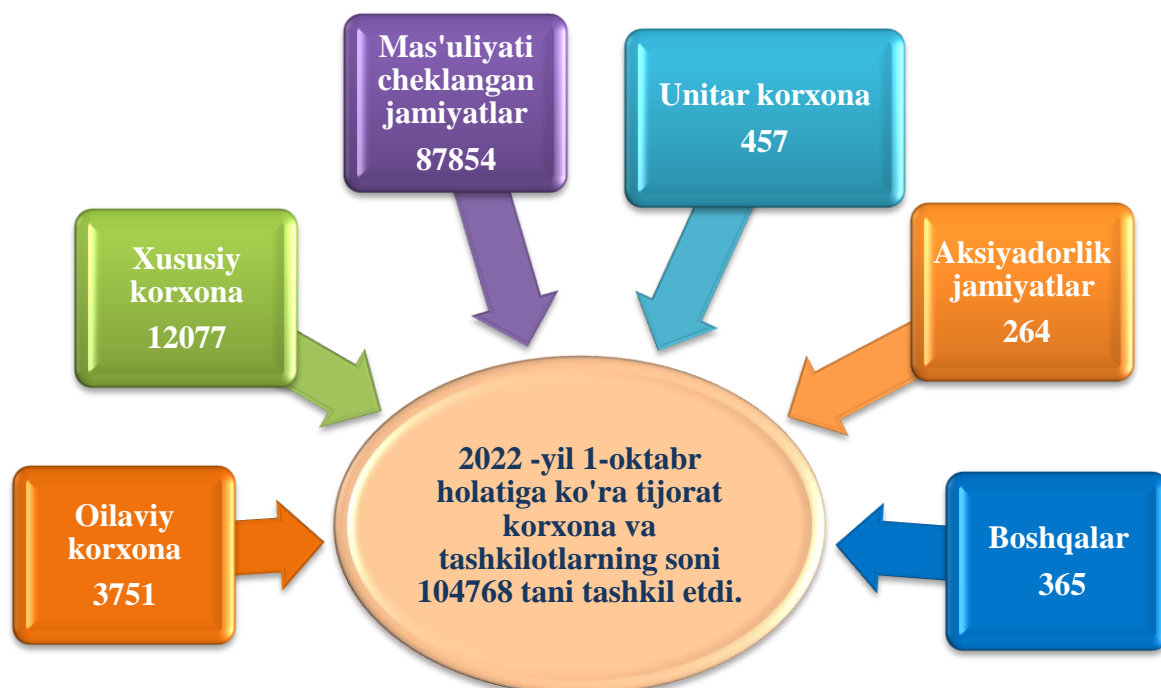 Mas'uliyati
cheklangan
jamiyatlar
87854
Unitar korxona
457
Xususiy
korxona
12077
Aksiyadorlik
jamiyatlar
264
Oilaviy
korxona
3751
2022 -yil 1-oktabr
holatiga ko'ra tijorat
korxona va
tashkilotlarning soni
104768 tani tashkil etdi.
Boshqalar
365